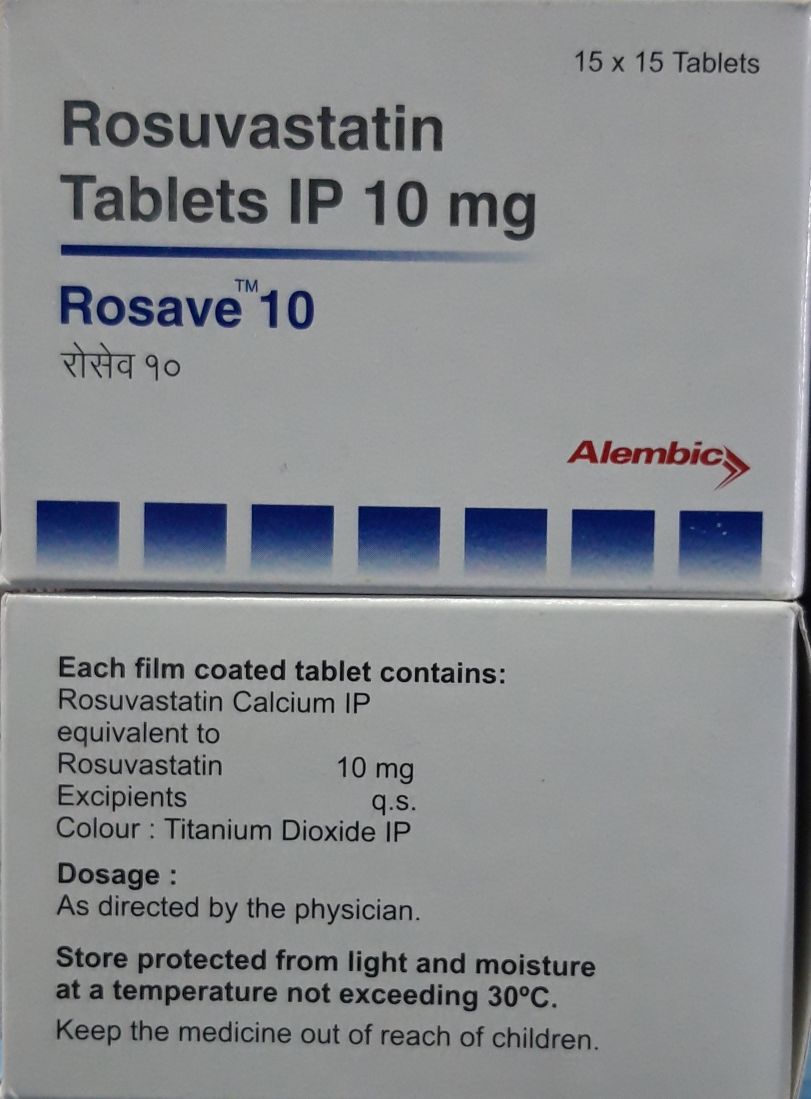 15 x 15 Tablets
Rosuvastatin
Tablets IP 10 mg
Rosave™ 10
रोसेव १०
Alembic
Each film coated tablet contains:
Rosuvastatin Calcium IP
equivalent to
Rosuvastatin 10 mg
Excipients q.s.
Colour : Titanium Dioxide IP
Dosage :
As directed by the physician.
Store protected from light and moisture
at a temperature not exceeding 30ºC.
Keep the medicine out of reach of children.